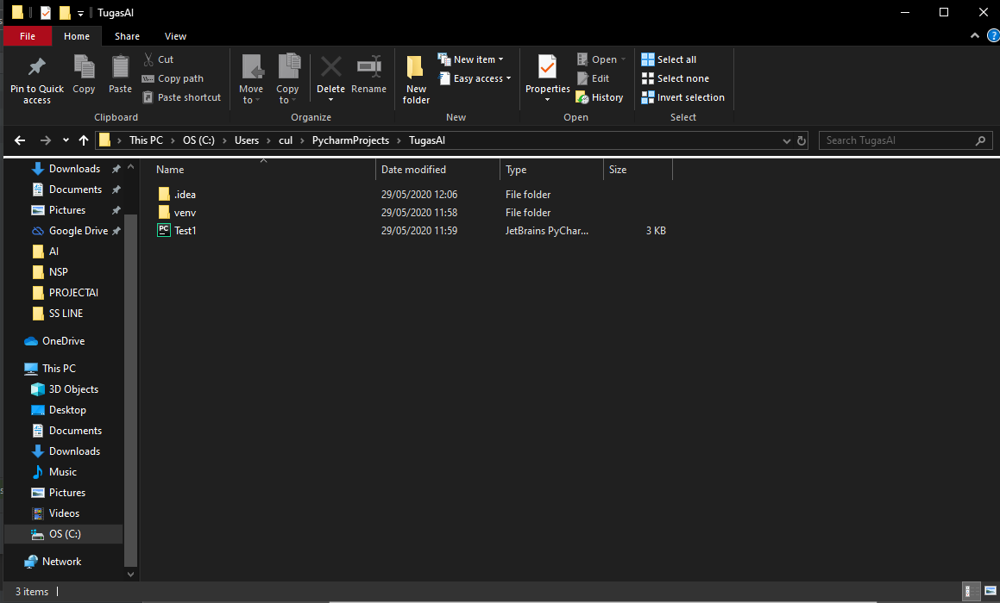 TugasAI
File Home Share View
Pin to Quick access
Copy
Paste
Cut
Copy path
Paste shortcut
Clipboard
Move to
Copy to
Delete
Rename
Organize
New folder
New item
Easy access
New
Properties
Open
Edit
History
Open
Select all
Select none
Invert selection
Select
This PC > OS (C:) > Users > cul > PycharmProjects > TugasAI
Search TugasAI
Downloads
Documents
Pictures
Google Drive
AI
NSP
PROJECTAI
SS LINE
OneDrive
This PC
3D Objects
Desktop
Documents
Downloads
Music
Pictures
Videos
OS (C:)
Network
Name Date modified Type Size
.idea 29/05/2020 12:06 File folder
venv 29/05/2020 11:58 File folder
PC Test1 29/05/2020 11:59 JetBrains PyChar... 3 KB
3 items